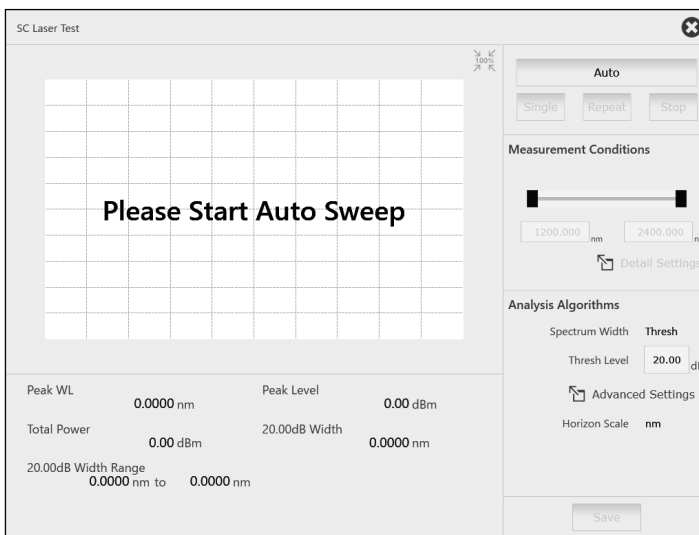 SC Laser Test
100%
Please Start Auto Sweep
Auto
Single Repeat Stop
Measurement Conditions
1200.000 nm 2400.000 n
Detail Settings
Analysis Algorithms
Spectrum Width Thresh
Thresh Level 20.00 dB
Advanced Settings
Horizon Scale nm
Save
Peak WL
0.0000 nm
Peak Level
0.00 dBm
Total Power
0.00 dBm
20.00dB Width
0.0000 nm
20.00dB Width Range
0.0000 nm to 0.0000 nm